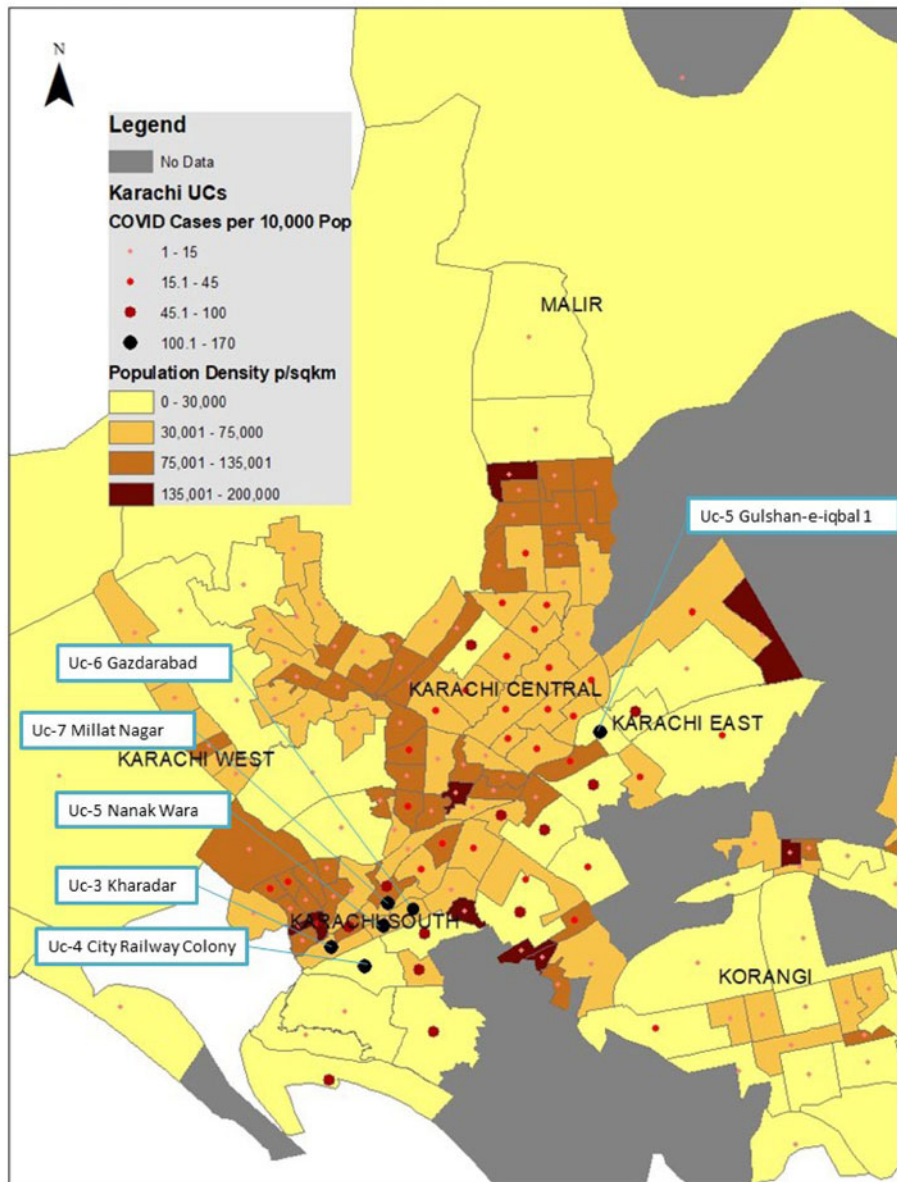 N
Legend
No Data
Karachi UCs
COVID Cases per 10,000 Pop
1 - 15
15.1 - 45
45.1 - 100
100.1 - 170
Population Density p/sqkm
0 - 30,000
30,001 - 75,000
75,001 - 135,001
135,001 - 200,000
MALIR
Uc-5 Gulshan-e-iqbal 1
Uc-6 Gazdarabad
KARACHI CENTRAL
Uc-7 Millat Nagar
KARACHI EAST
KARACHI WEST
Uc-5 Nanak Wara
Uc-3 Kharadar
KARACHI SOUTH
Uc-4 City Railway Colony
KORANGI